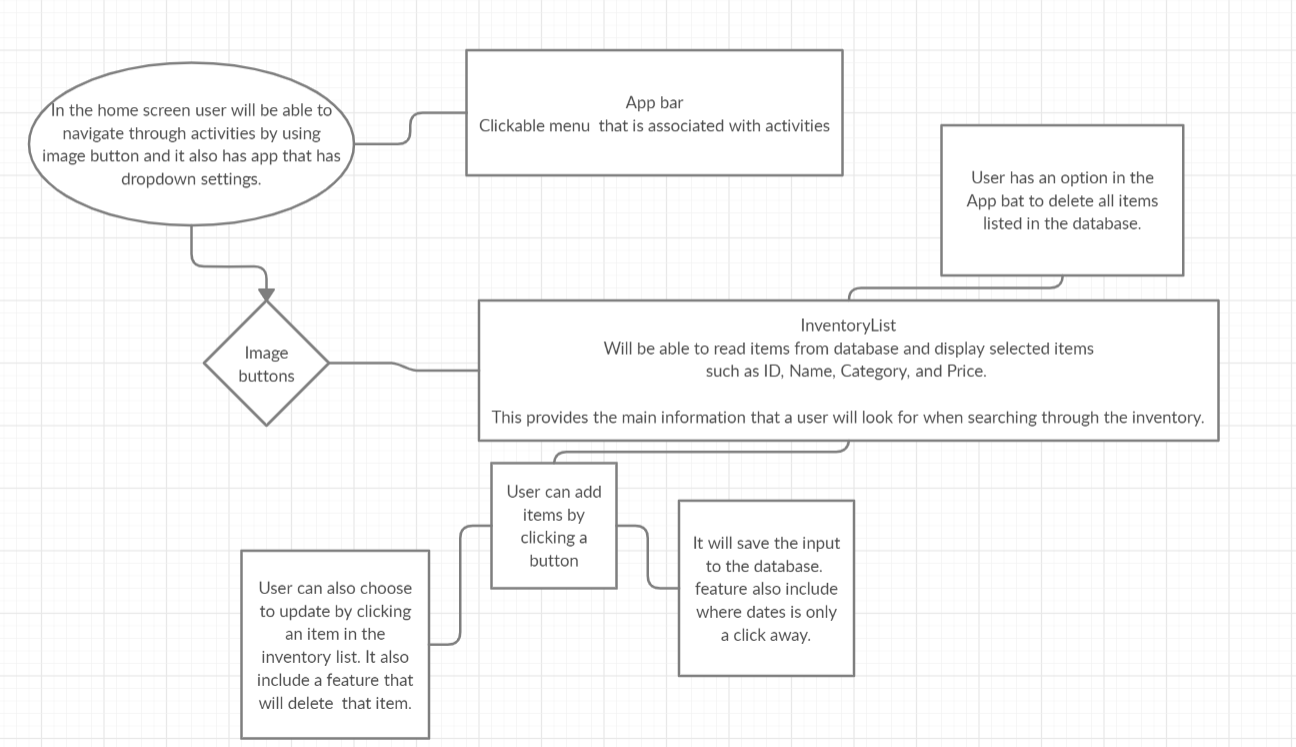 In the home screen user will be able to
navigate through activities by using
image button and it also has app that has
dropdown settings.
App bar
Clickable menu  that is associated with activities
User has an option in the
App bat to delete all items
listed in the database.
Image
buttons
InventoryList
Will be able to read items from database and display selected items
such as ID, Name, Category, and Price.
This provides the main information that a user will look for when searching through the inventory.
User can add
items by
clicking a
button
It will save the input
to the database.
feature also include
where dates is only
a click away.
User can also choose
to update by clicking
an item in the
inventory list. It also
include a feature that
will delete  that item.